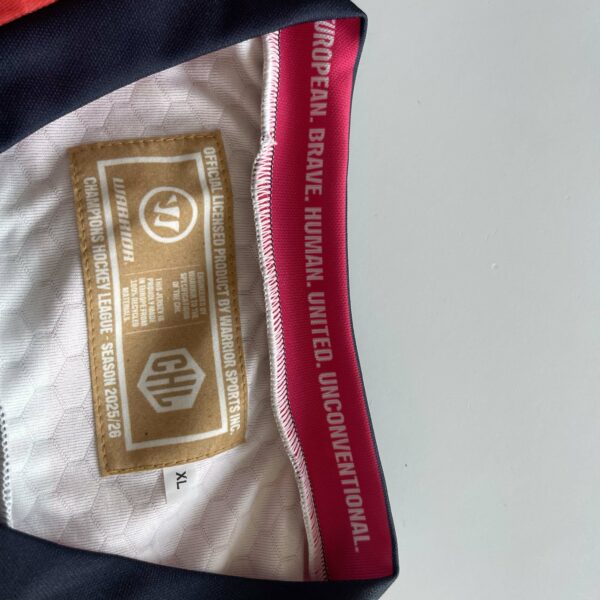 EUROPEAN. BRAVE. HUMAN. UNITED. UNCONVENTIONAL.
OFFICIAL LICENSED PRODUCT BY WARRIOR SPORTS INC.
WARRIOR
CHL
CHAMPIONS HOCKEY LEAGUE - SEASON 2025/26
XL